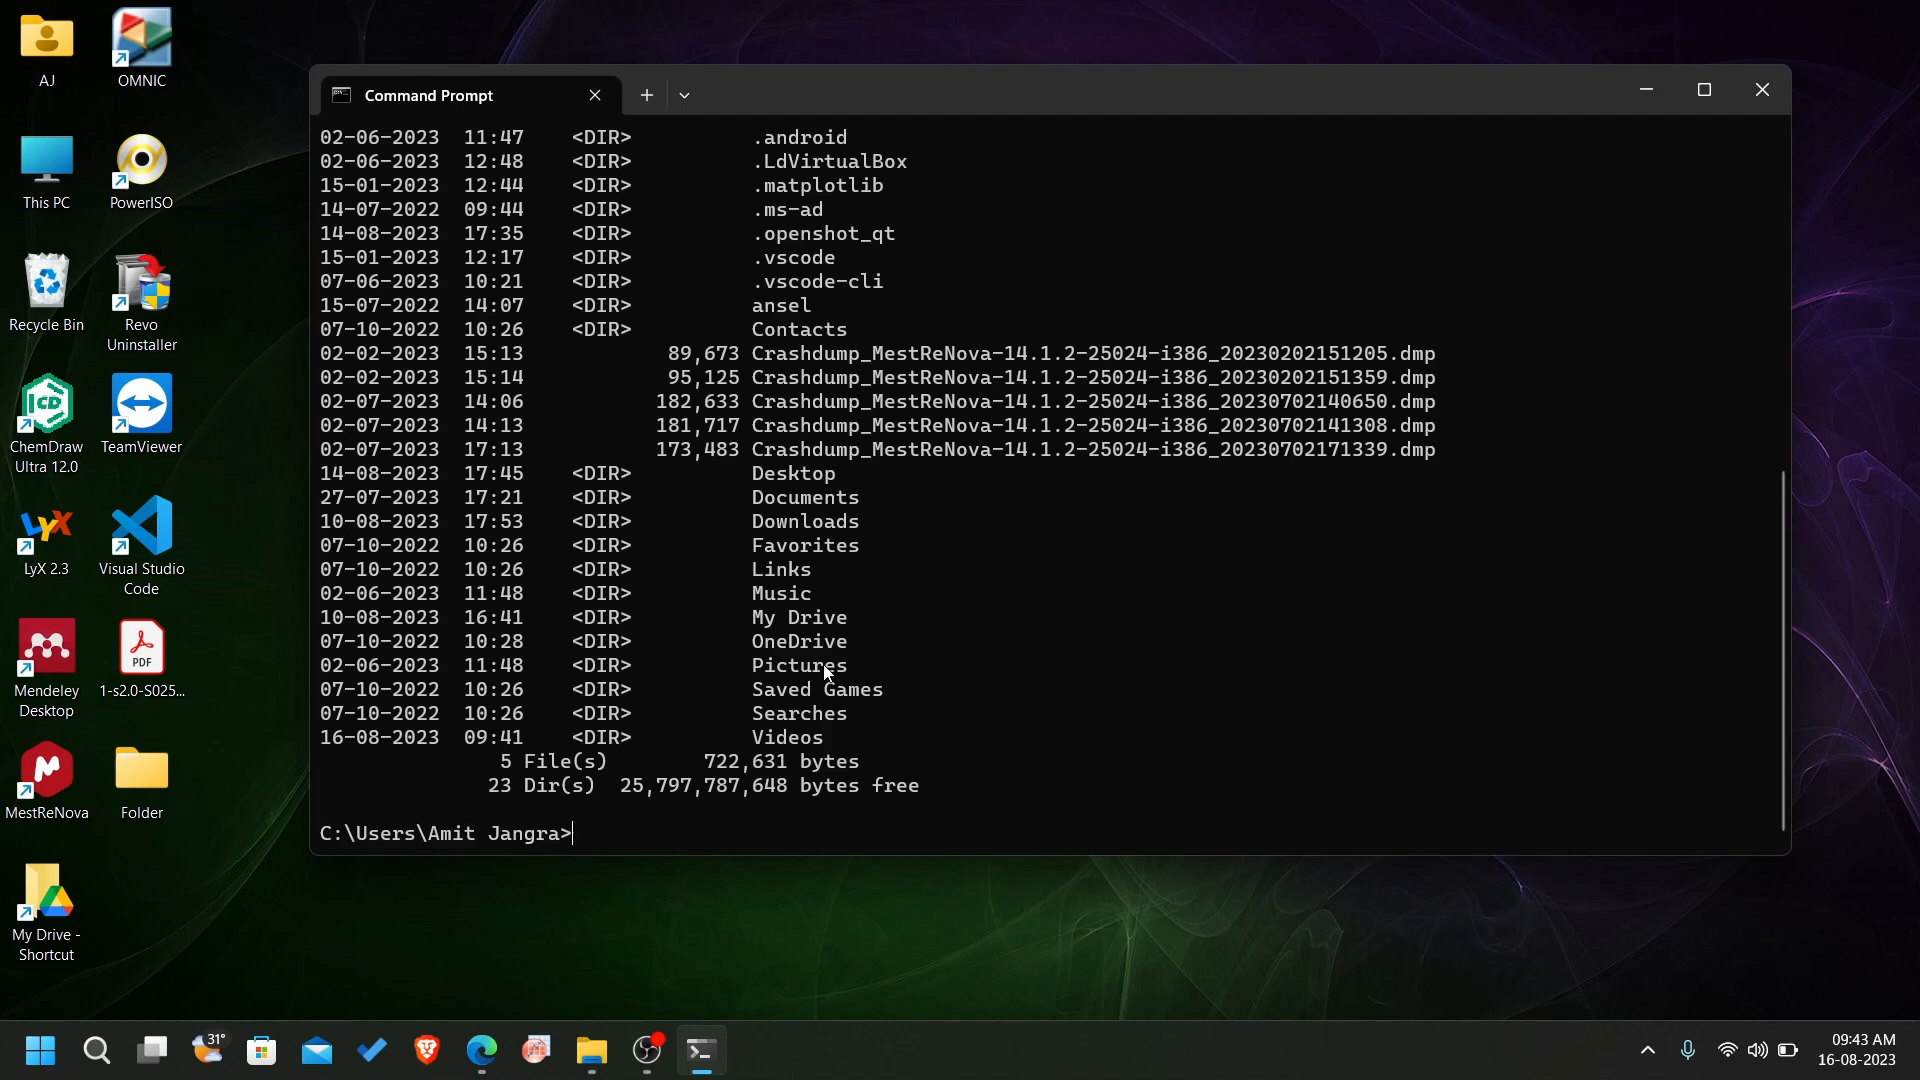 AJ
OMNIC
This PC
PowerISO
Recycle Bin
Revo
Uninstaller
ChemDraw
Ultra 12.0
TeamViewer
LyX 2.3
Visual Studio
Code
Mendeley
Desktop
PDF
1-s2.0-S025...
MestReNova
Folder
My Drive -
Shortcut
Command Prompt
02-06-2023  11:47    <DIR>          .android
02-06-2023  12:48    <DIR>          .LdVirtualBox
15-01-2023  12:44    <DIR>          .matplotlib
14-07-2022  09:44    <DIR>          .ms-ad
14-08-2023  17:35    <DIR>          .openshot_qt
15-01-2023  12:17    <DIR>          .vscode
07-06-2023  10:21    <DIR>          .vscode-cli
15-07-2022  14:07    <DIR>          ansel
07-10-2022  10:26    <DIR>          Contacts
02-02-2023  15:13            89,673 Crashdump_MestReNova-14.1.2-25024-i386_20230202151205.dmp
02-02-2023  15:14            95,125 Crashdump_MestReNova-14.1.2-25024-i386_20230202151359.dmp
02-07-2023  14:06           182,633 Crashdump_MestReNova-14.1.2-25024-i386_20230702140650.dmp
02-07-2023  14:13           181,717 Crashdump_MestReNova-14.1.2-25024-i386_20230702141308.dmp
02-07-2023  17:13           173,483 Crashdump_MestReNova-14.1.2-25024-i386_20230702171339.dmp
14-08-2023  17:45    <DIR>          Desktop
27-07-2023  17:21    <DIR>          Documents
10-08-2023  17:53    <DIR>          Downloads
07-10-2022  10:26    <DIR>          Favorites
07-10-2022  10:26    <DIR>          Links
02-06-2023  11:48    <DIR>          Music
10-08-2023  16:41    <DIR>          My Drive
07-10-2022  10:28    <DIR>          OneDrive
02-06-2023  11:48    <DIR>          Pictures
07-10-2022  10:26    <DIR>          Saved Games
07-10-2022  10:26    <DIR>          Searches
16-08-2023  09:41    <DIR>          Videos
5 File(s)        722,631 bytes
23 Dir(s)  25,797,787,648 bytes free
C:\Users\Amit Jangra>
31°
09:43 AM
16-08-2023